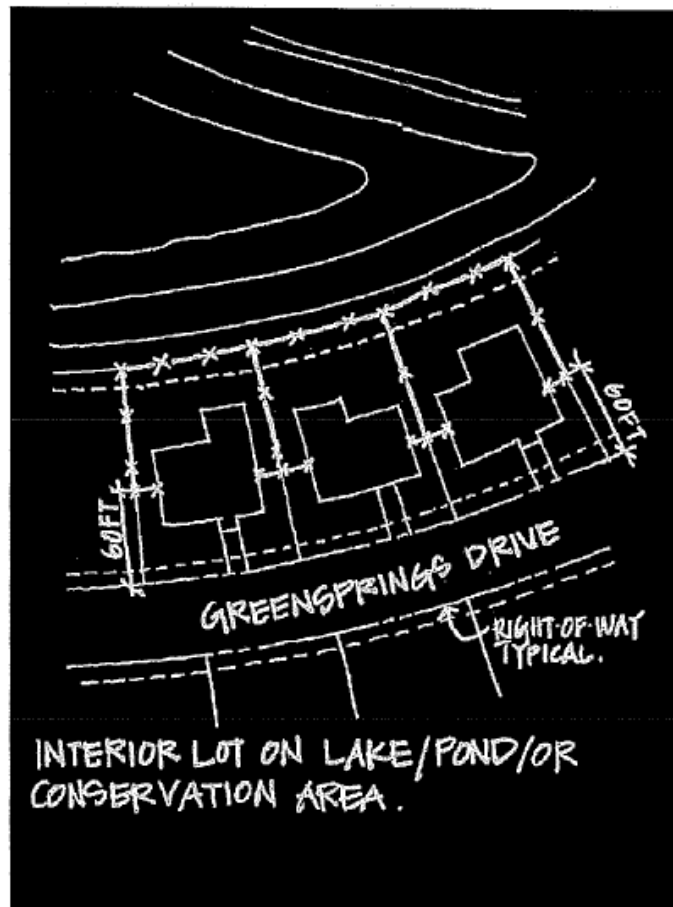 60FT
60FT
GREENSPRINGS DRIVE
RIGHT-OF-WAY
TYPICAL.
INTERIOR LOT ON LAKE/POND/OR
CONSERVATION AREA.